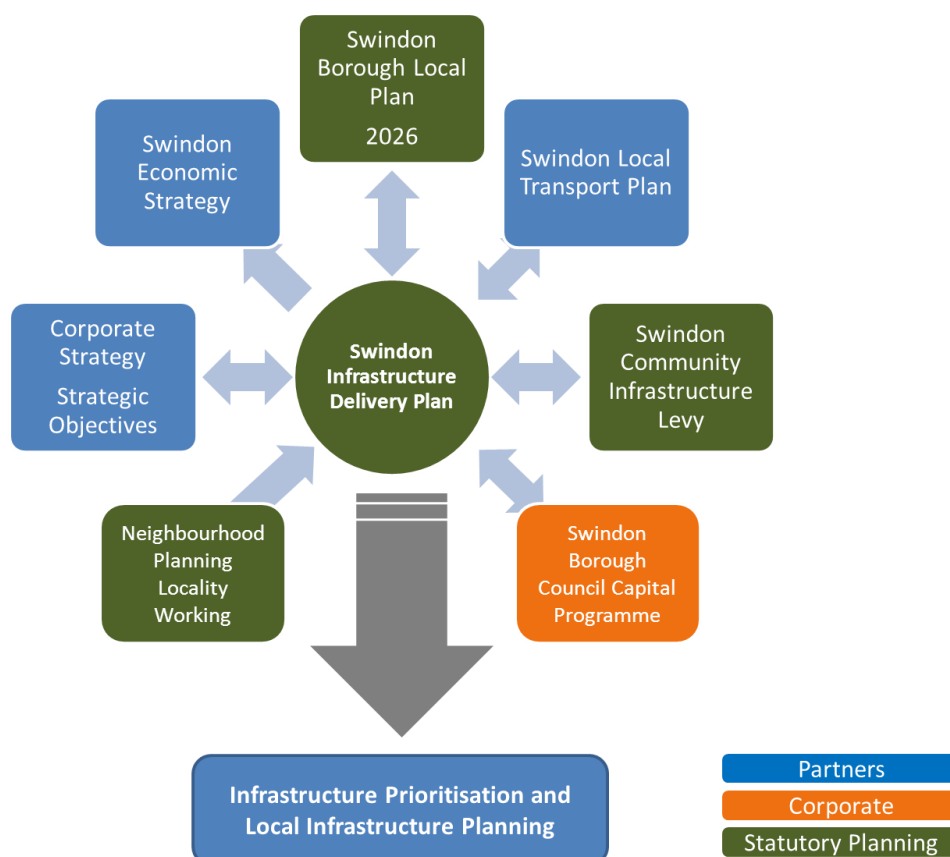 Swindon
Borough Local
Plan
2026
Swindon
Economic
Strategy
Swindon Local
Transport Plan
Corporate
Strategy
Strategic
Objectives
Swindon
Infrastructure
Delivery Plan
Swindon
Community
Infrastructure
Levy
Neighbourhood
Planning
Locality
Working
Swindon
Borough
Council Capital
Programme
Infrastructure Prioritisation and
Local Infrastructure Planning
Partners
Corporate
Statutory Planning